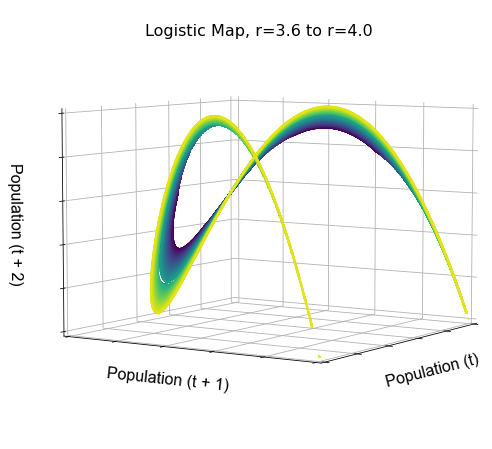 Logistic Map, r=3.6 to r=4.0
Population (t + 2)
Population (t + 1)
Population (t)